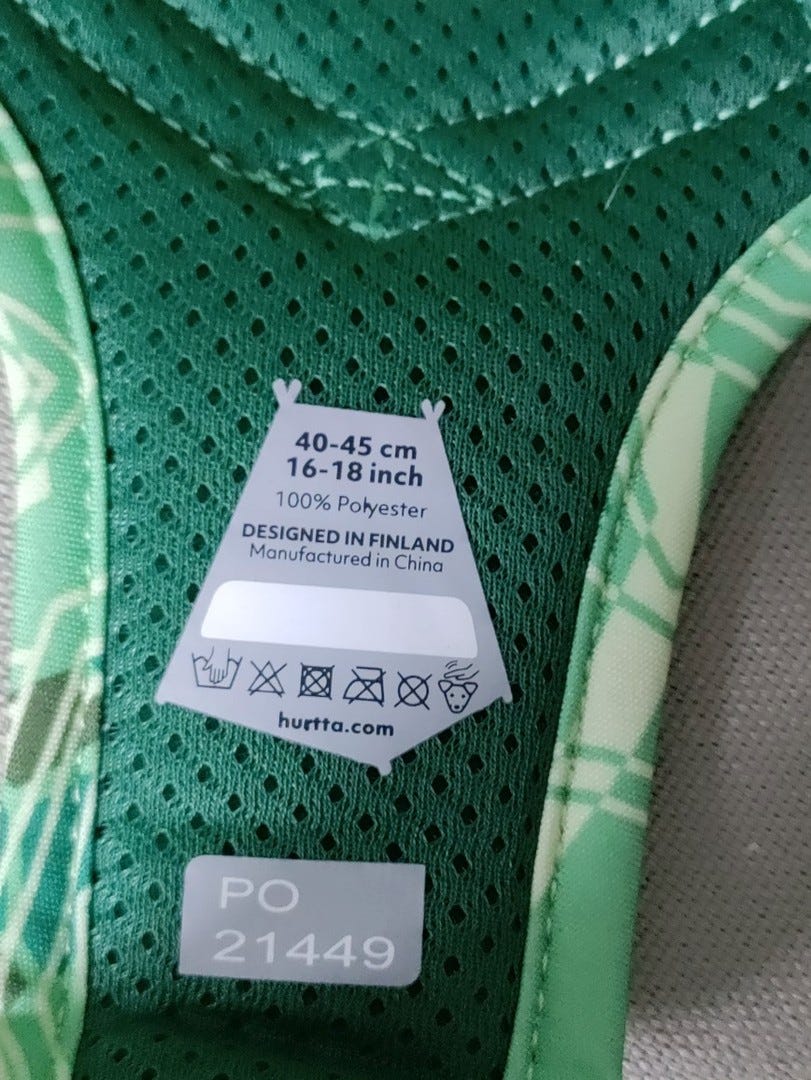 40-45 cm
16-18 inch
100% Polyester
DESIGNED IN FINLAND
Manufactured in China
hurtta.com
PO
21449